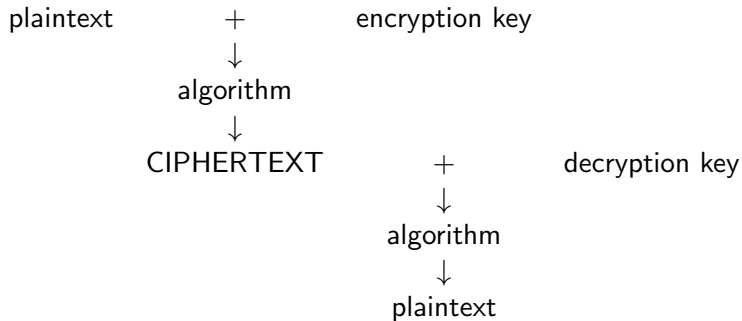 plaintext + encryption key
↓
algorithm
↓
CIPHERTEXT + decryption key
↓
algorithm
↓
plaintext